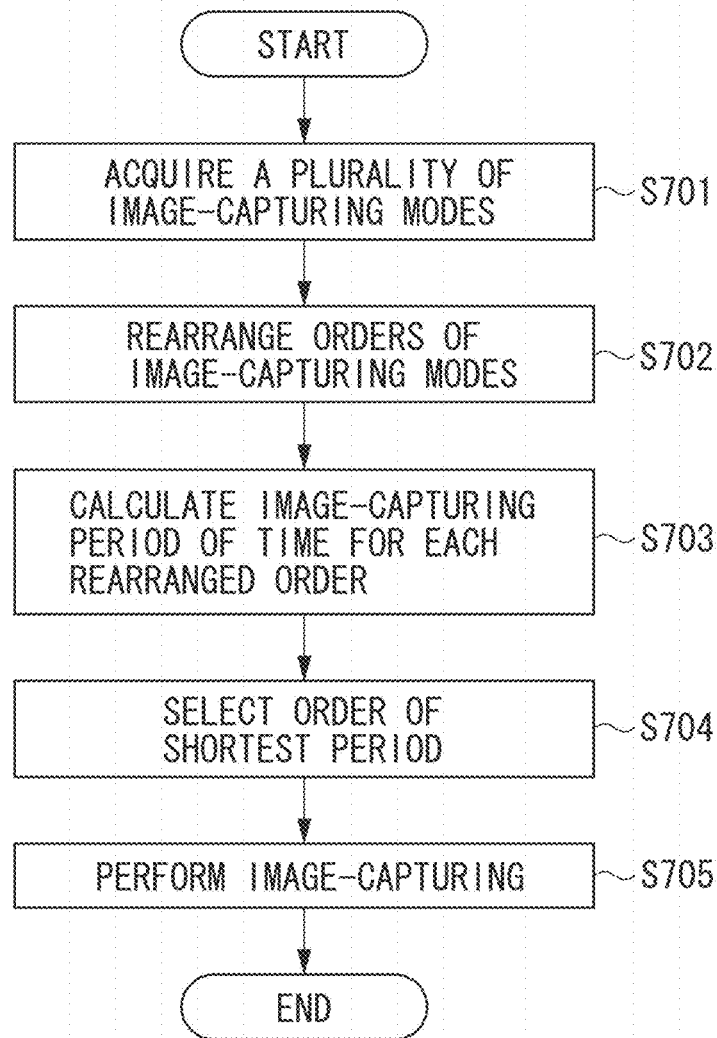 START
ACQUIRE A PLURALITY OF
IMAGE-CAPTURING MODES
S701
REARRANGE ORDERS OF
IMAGE-CAPTURING MODES
S702
CALCULATE IMAGE-CAPTURING
PERIOD OF TIME FOR EACH
REARRANGED ORDER
S703
SELECT ORDER OF
SHORTEST PERIOD
S704
PERFORM IMAGE-CAPTURING
S705
END